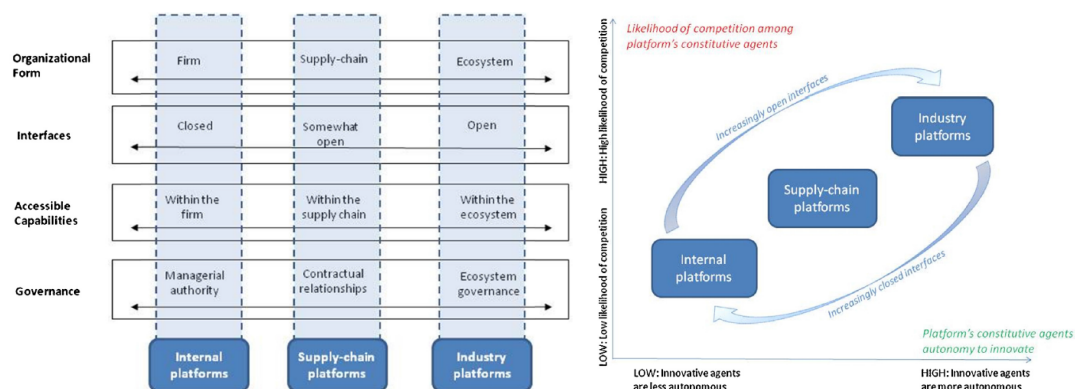 Organizational
Form
Firm
Supply-chain
Ecosystem
Interfaces
Closed
Somewhat
open
Open
Accessible
Capabilities
Within the
firm
Within the
supply chain
Within the
ecosystem
Governance
Managerial
authority
Contractual
relationships
Ecosystem
governance
Internal
platforms
Supply-chain
platforms
Industry
platforms
Likelihood of competition among
platform's constitutive agents
HIGH: High likelihood of competition
LOW: Low likelihood of competition
Increasingly open interfaces
Industry
platforms
Supply-chain
platforms
Internal
platforms
Increasingly closed interfaces
Platform's constitutive agents
autonomy to innovate
LOW: Innovative agents
are less autonomous
HIGH: Innovative agents
are more autonomous